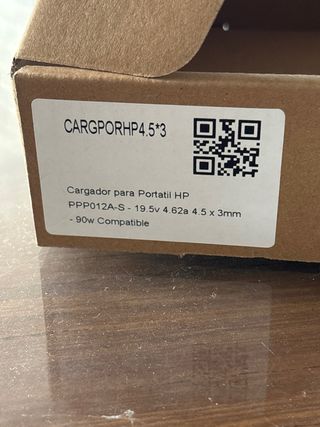 CARGPORHP4.5*3
Cargador para Portatil HP
PPP012A-S - 19.5v 4.62a 4.5 x 3mm
- 90w Compatible